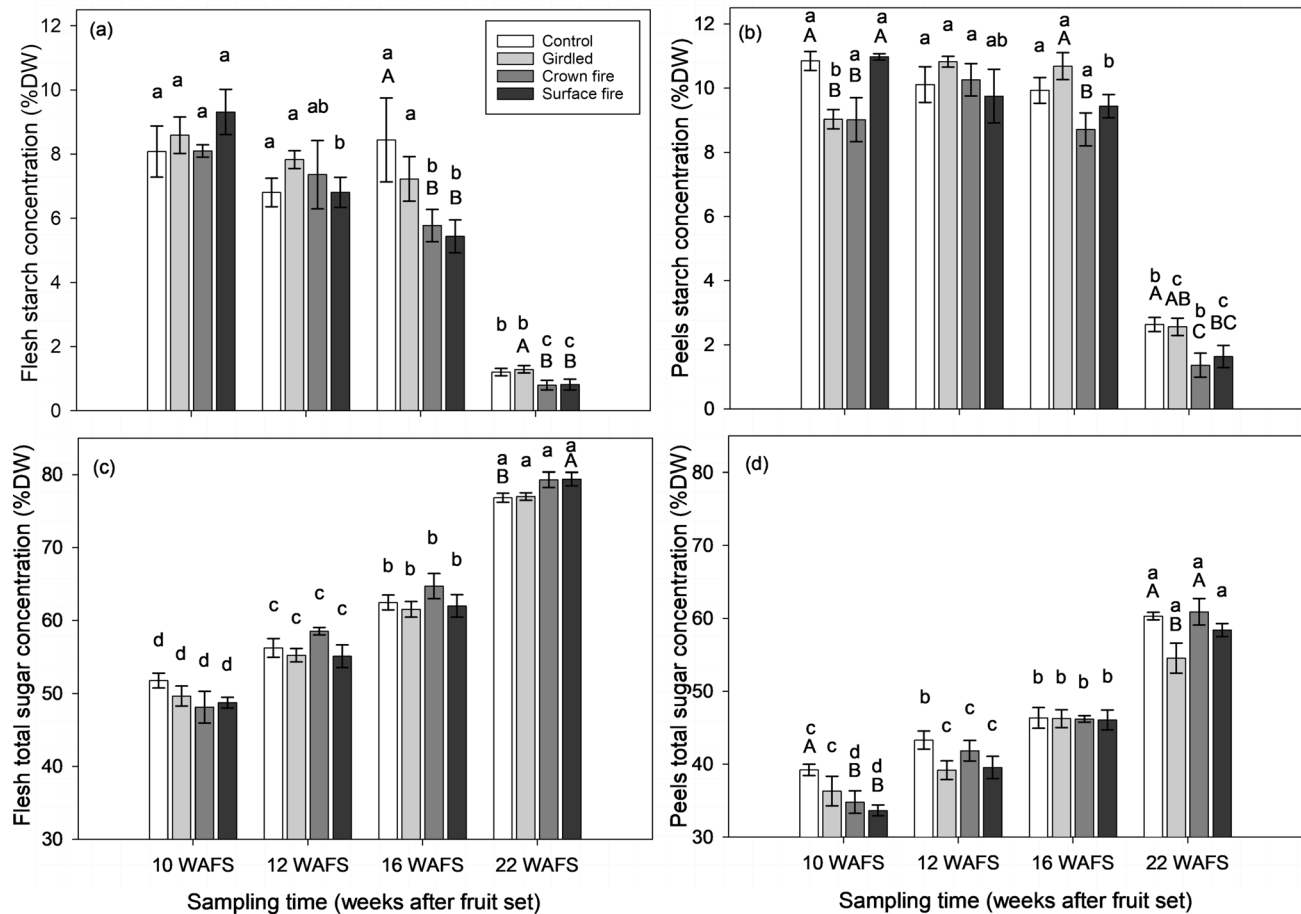 Flesh starch concentration (%DW)
12
10
8
6
4
2
0
(a)
Control
Girdled
Crown fire
Surface fire
a a a a
a a ab b
a a b b
A B B
b b c c
A B B
Peels starch concentration (%DW)
12
10
8
6
4
2
0
(b)
a b a a
A B B A
a a a ab
a a a b
A B
b c b c
A AB C BC
Flesh total sugar concentration (%DW)
80
70
60
50
40
30
(c)
d d d d
c c c c
b b b b
a a a a
B A
10 WAFS 12 WAFS 16 WAFS 22 WAFS
Sampling time (weeks after fruit set)
Peels total sugar concentration (%DW)
80
70
60
50
40
30
(d)
c c d d
A B B
b c c c
b b b b
a a a a
A B A
10 WAFS 12 WAFS 16 WAFS 22 WAFS
Sampling time (weeks after fruit set)